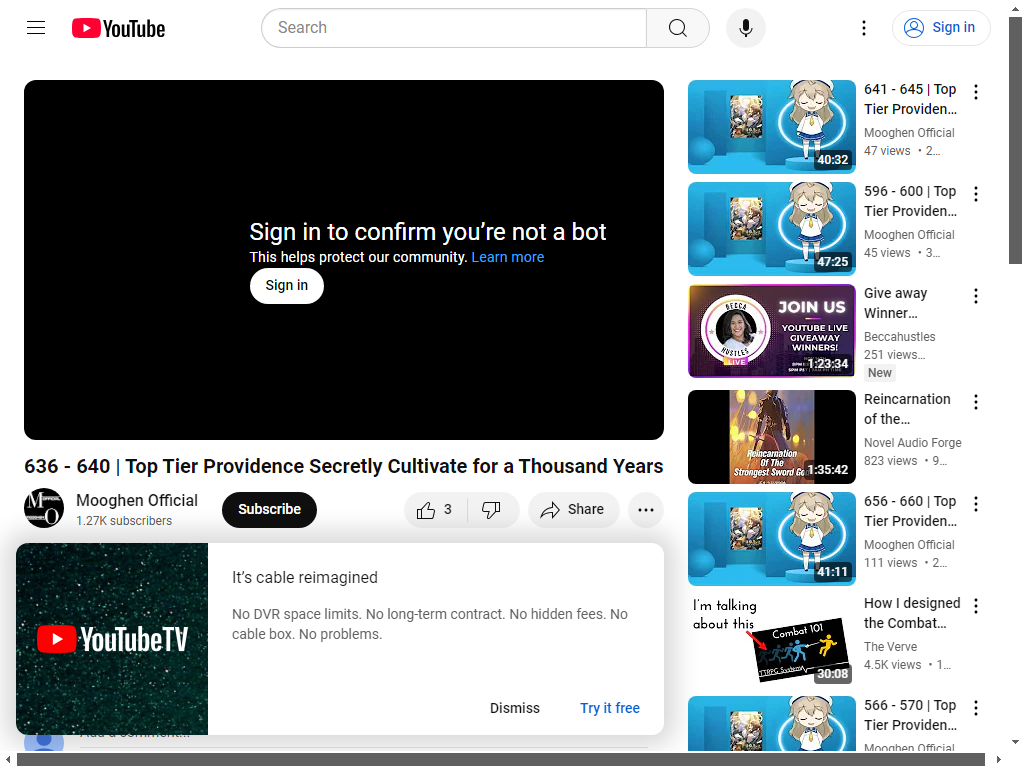 YouTube
Search
Sign in
Sign in to confirm you're not a bot
This helps protect our community. Learn more
Sign in
636 - 640 | Top Tier Providence Secretly Cultivate for a Thousand Years
Mooghen Official
1.27K subscribers
Subscribe
3
Share
YouTubeTV
It's cable reimagined
No DVR space limits. No long-term contract. No hidden fees. No
cable box. No problems.
Dismiss
Try it free
Add a comment...
641 - 645 | Top
Tier Providen...
Mooghen Official
47 views • 2...
40:32
596 - 600 | Top
Tier Providen...
Mooghen Official
45 views • 3...
47:25
BECCA
HUSTLES
LIVE
JOIN US
YOUTUBE LIVE
GIVEAWAY
WINNERS!
1:23:34
Give away
Winner...
Beccahustles
251 views...
New
Reincarnation
Of The
Strongest Sword God
1:35:42
Reincarnation
of the...
Novel Audio Forge
823 views • 9...
656 - 660 | Top
Tier Providen...
Mooghen Official
111 views • 2...
41:11
I'm talking
about this
Combat 101
TTRPG Systems
30:08
How I designed
the Combat...
The Verve
4.5K views • 1...
566 - 570 | Top
Tier Providen...
Mooghen Official